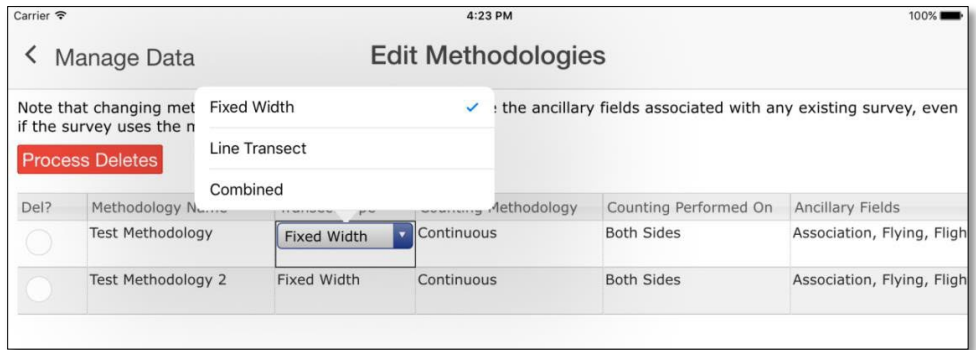 Carrier 4:23 PM 100%
Manage Data Edit Methodologies
Fixed Width
Line Transect
Combined
Note that changing met the ancillary fields associated with any existing survey, even
if the survey uses the
Process Deletes
Del? Methodology Counting Methodology Counting Performed On Ancillary Fields
Test Methodology Fixed Width Continuous Both Sides Association, Flying, Fligh
Test Methodology 2 Fixed Width Continuous Both Sides Association, Flying, Fligh